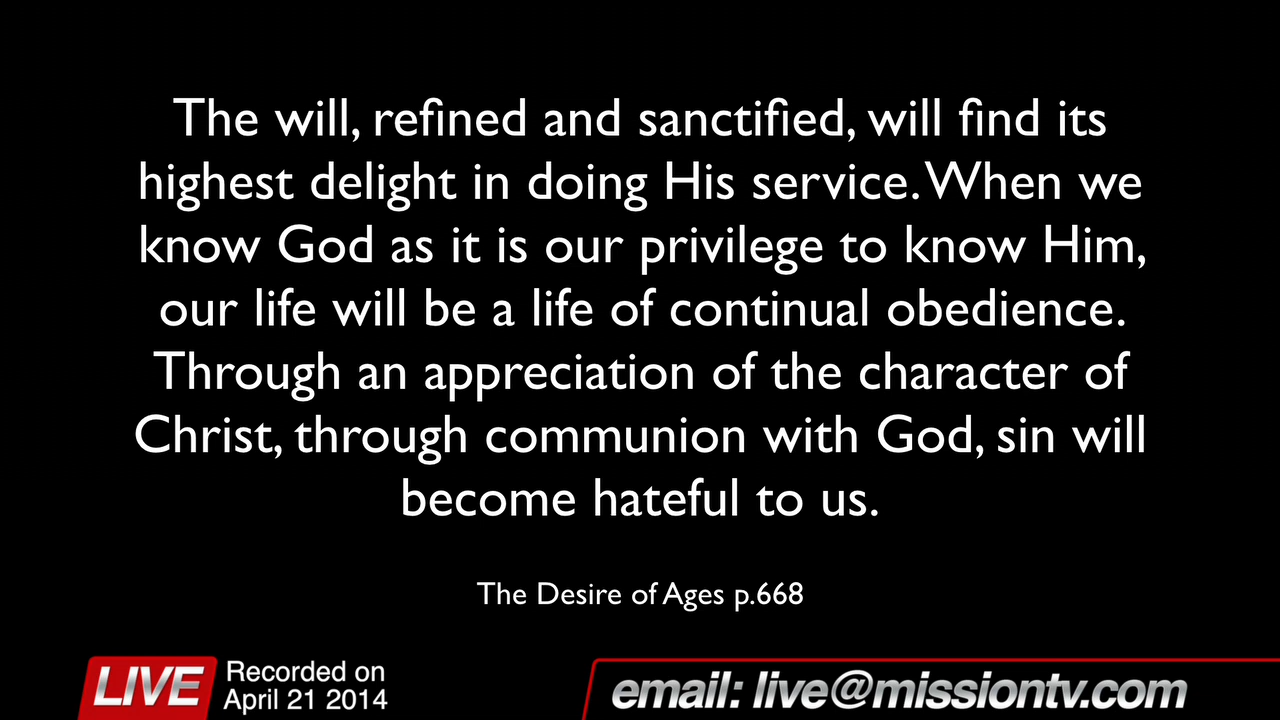 The will, refined and sanctified, will find its
highest delight in doing His service. When we
know God as it is our privilege to know Him,
our life will be a life of continual obedience.
Through an appreciation of the character of
Christ, through communion with God, sin will
become hateful to us.
The Desire of Ages p.668
LIVE
Recorded on
April 21 2014
email: live@missiontv.com